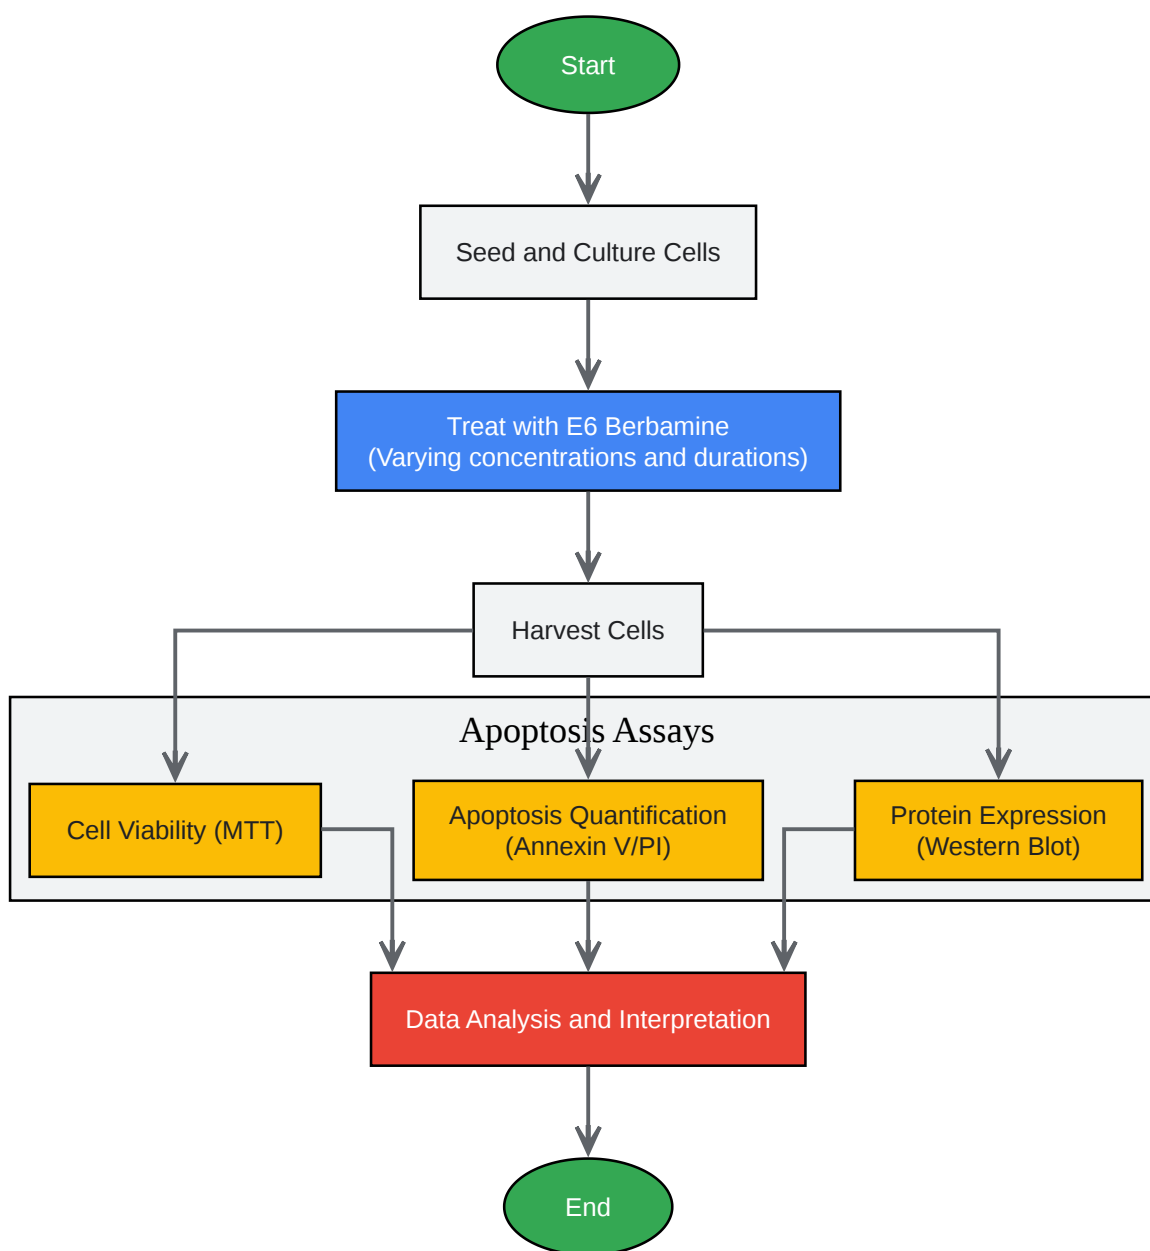 Start
Seed and Culture Cells
Treat with E6 Berbamine
(Varying concentrations and durations)
Harvest Cells
Apoptosis Assays
Cell Viability (MTT)
Apoptosis Quantification
(Annexin V/PI)
Protein Expression
(Western Blot)
Data Analysis and Interpretation
End